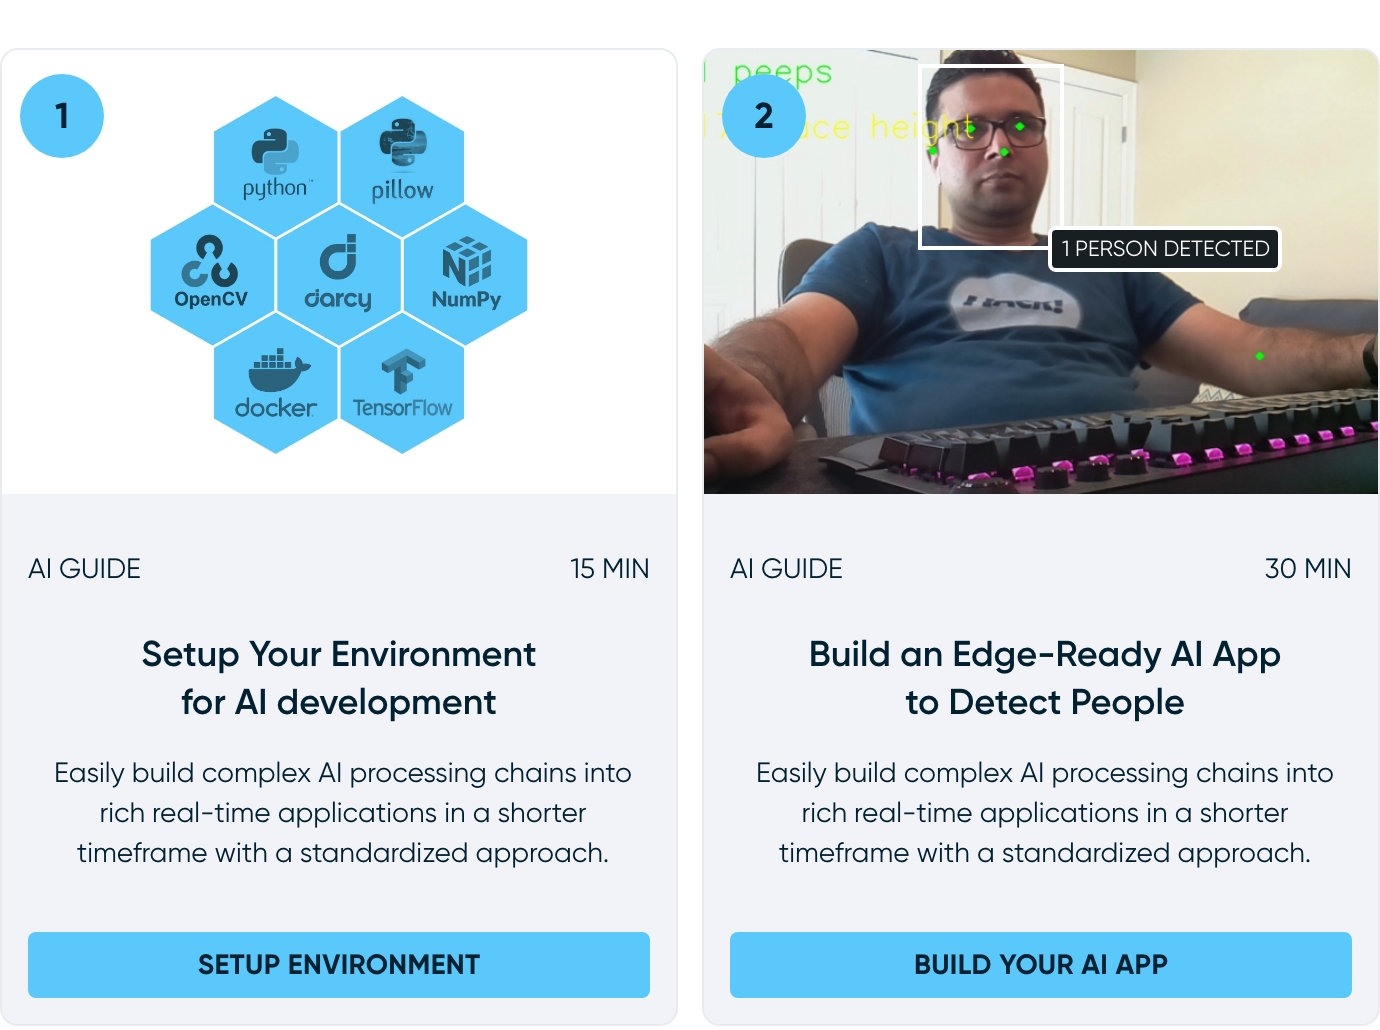 1
python
pillow
OpenCV
darcy
NumPy
docker
TensorFlow
AI GUIDE
15 MIN
Setup Your Environment
for AI development
Easily build complex AI processing chains into
rich real-time applications in a shorter
timeframe with a standardized approach.
SETUP ENVIRONMENT
2
peeps
height
1 PERSON DETECTED
AI GUIDE
30 MIN
Build an Edge-Ready AI App
to Detect People
Easily build complex AI processing chains into
rich real-time applications in a shorter
timeframe with a standardized approach.
BUILD YOUR AI APP